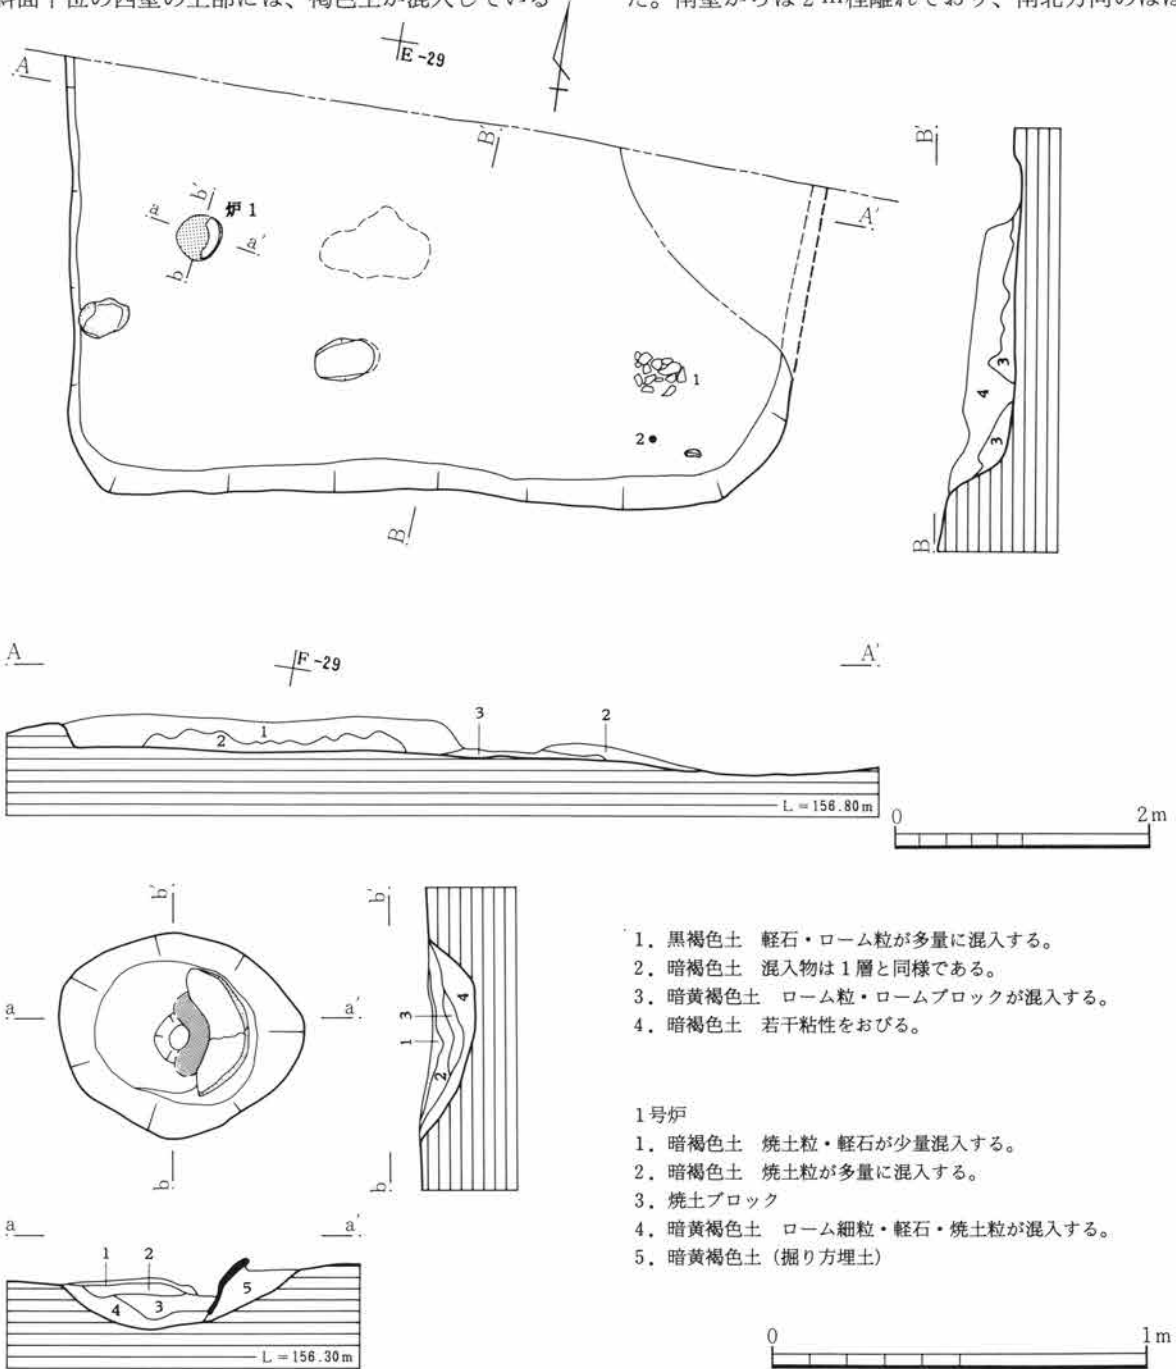 斜面下位の西壁の上部には、褐色土が混入している
た。南壁からは2m程離れており、南北方向のほぼ
E-29
A
B'
B'
b'
炉1
a
a'
A'
b
1
3
4
2
3
B
B
A
F-29
A'
3
2
1
2
L=156.80m
0
2m
b'
b'
a
a'
4
3
1
2
b
b
1．黒褐色土　軽石・ローム粒が多量に混入する。
2．暗褐色土　混入物は1層と同様である。
3．暗黄褐色土　ローム粒・ロームブロックが混入する。
4．暗褐色土　若干粘性をおびる。
1号炉
1．暗褐色土　焼土粒・軽石が少量混入する。
2．暗褐色土　焼土粒が多量に混入する。
3．焼土ブロック
4．暗黄褐色土　ローム細粒・軽石・焼土粒が混入する。
5．暗黄褐色土（掘り方埋土）
a
a'
1
2
4
3
5
L=156.30m
0
1m